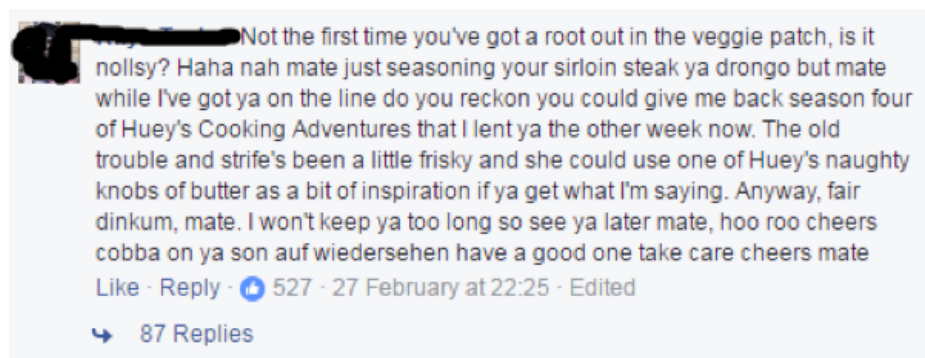 Not the first time you've got a root out in the veggie patch, is it
nollsy? Haha nah mate just seasoning your sirloin steak ya drongo but mate
while I've got ya on the line do you reckon you could give me back season four
of Huey's Cooking Adventures that I lent ya the other week now. The old
trouble and strife's been a little frisky and she could use one of Huey's naughty
knobs of butter as a bit of inspiration if ya get what I'm saying. Anyway, fair
dinkum, mate. I won't keep ya too long so see ya later mate, hoo roo cheers
cobba on ya son auf wiedersehen have a good one take care cheers mate
Like · Reply · 527 · 27 February at 22:25 · Edited
87 Replies